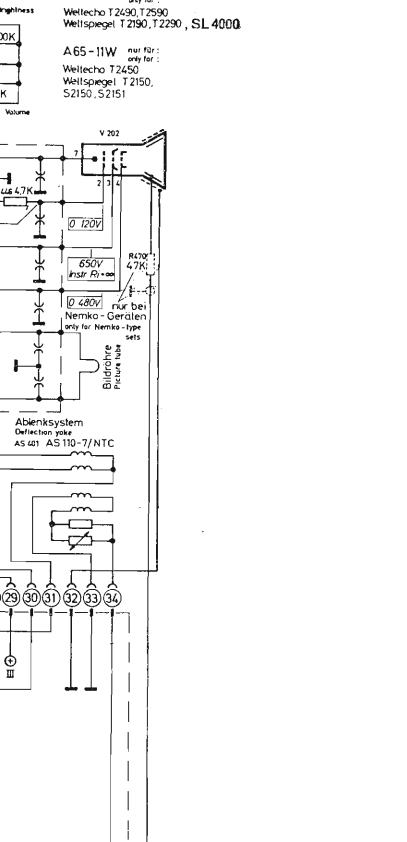 only for :
Weltecho T2490,T2590
Weltspiegel T2190,T2290 , SL 4000
A65-11W nur für :
only for :
Weltecho T2450
Weltspiegel T2150,
S2150,S2151
Volume
V 202
7
2 3 4
4,7K
0 120V
650V
Instr Ri = ∞
R470
47K
0 480V
nur bei
Nemko-Geräten
only for Nemko-type
sets
Bildröhre
Picture tube
Ablenksystem
Deflection yoke
AS 401 AS 110-7/NTC
29 30 31 32 33 34
III